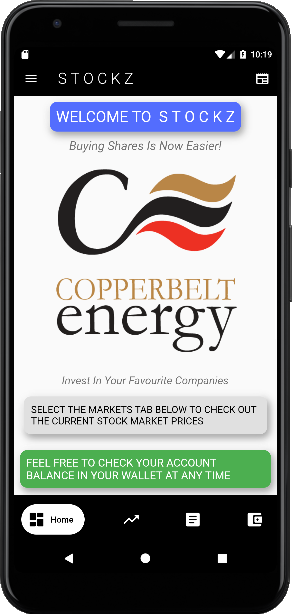 10:19
STOCKZ
WELCOME TO STOCKZ
Buying Shares Is Now Easier!
COPPERBELT
energy
Invest In Your Favourite Companies
SELECT THE MARKETS TAB BELOW TO CHECK OUT
THE CURRENT STOCK MARKET PRICES
FEEL FREE TO CHECK YOUR ACCOUNT
BALANCE IN YOUR WALLET AT ANY TIME
Home